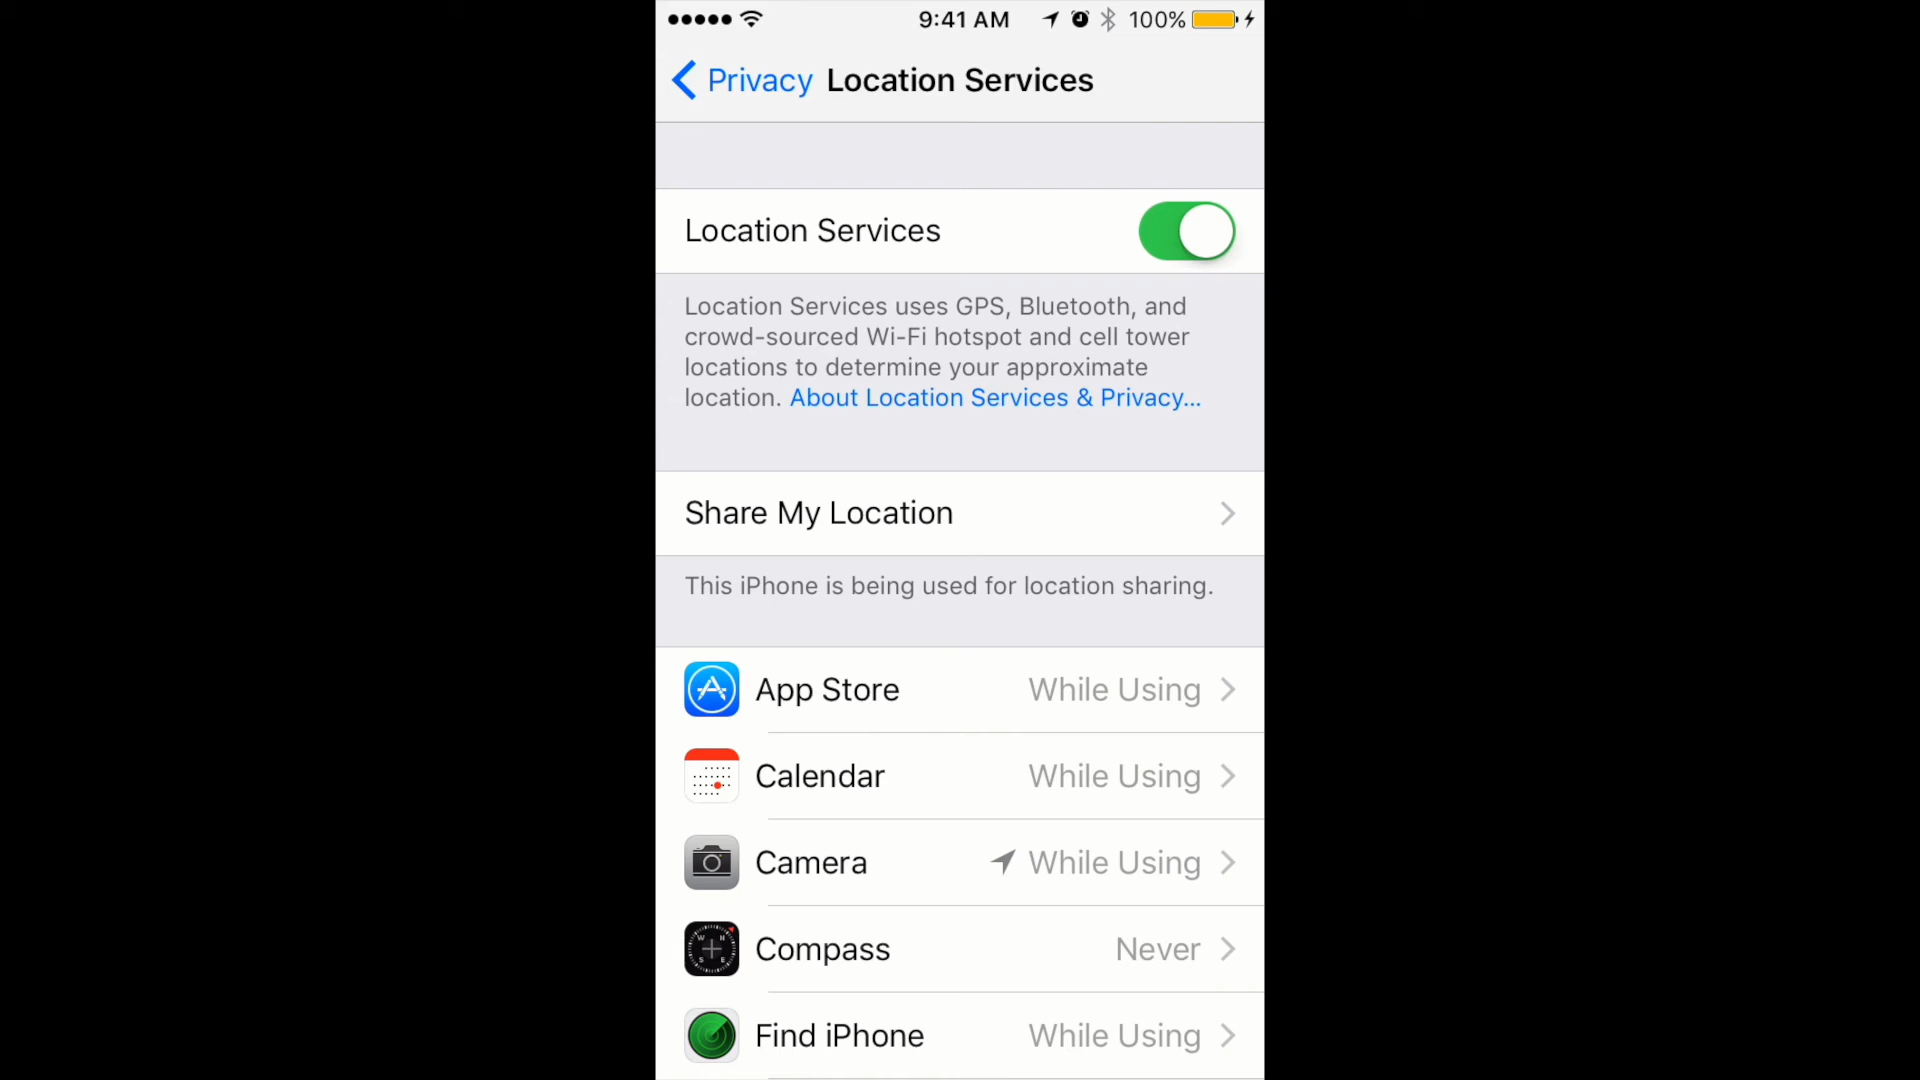 9:41 AM 100%
Privacy Location Services
Location Services
Location Services uses GPS, Bluetooth, and
crowd-sourced Wi-Fi hotspot and cell tower
locations to determine your approximate
location. About Location Services & Privacy...
Share My Location
This iPhone is being used for location sharing.
App Store While Using
Calendar While Using
Camera While Using
Compass Never
Find iPhone While Using